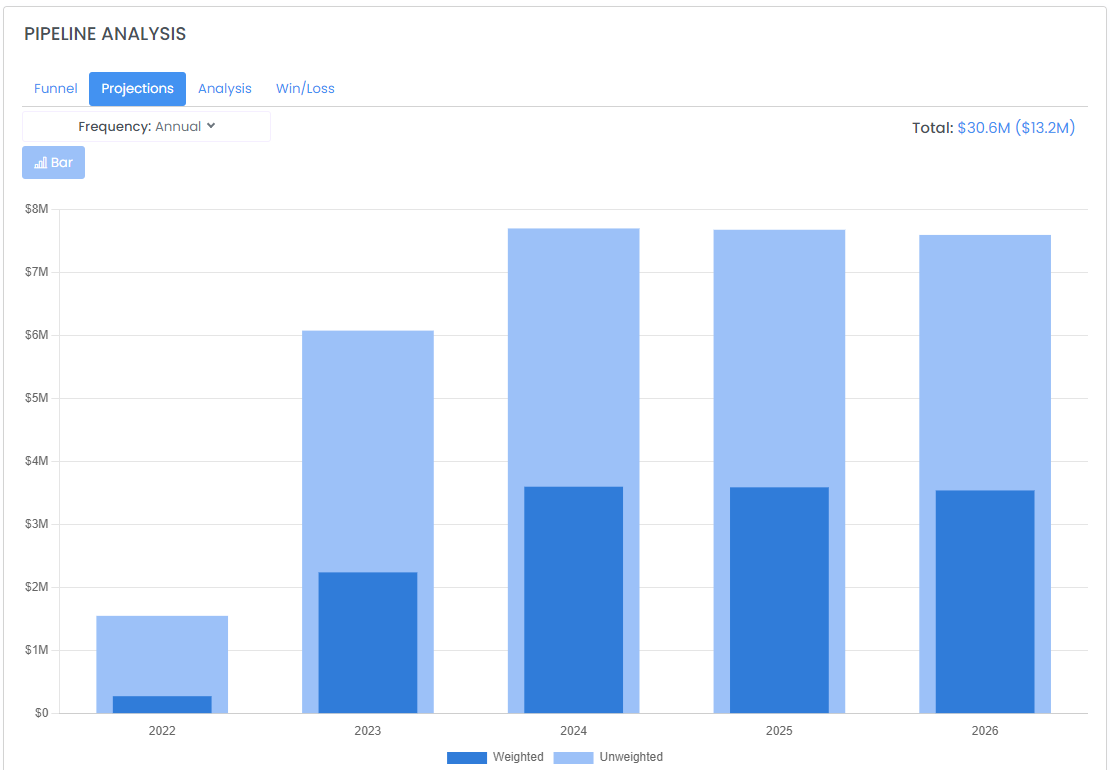 PIPELINE ANALYSIS
Funnel Projections Analysis Win/Loss
Frequency: Annual Total: $30.6M ($13.2M)
Bar
$8M
$7M
$6M
$5M
$4M
$3M
$2M
$1M
$0
2022 2023 2024 2025 2026
Weighted Unweighted